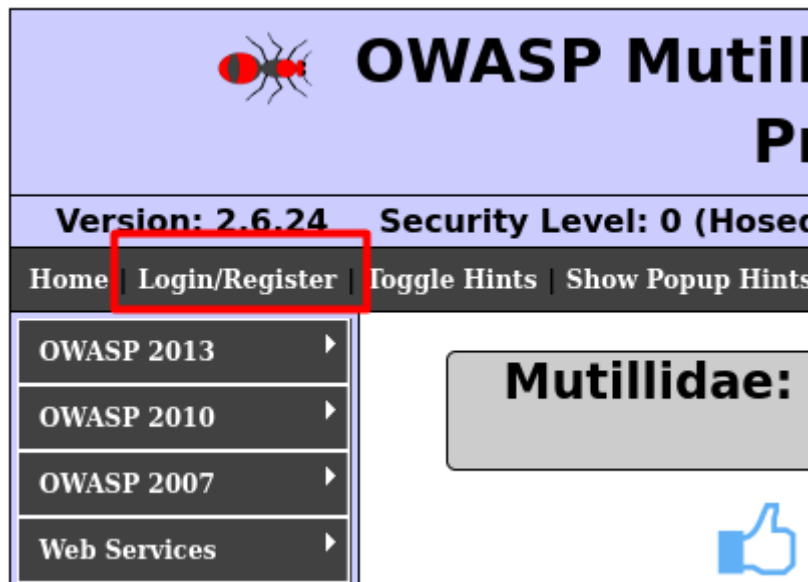 OWASP Mutill
Pr
Version: 2.6.24 Security Level: 0 (Hosed
Home | Login/Register | Toggle Hints | Show Popup Hints
OWASP 2013
OWASP 2010
OWASP 2007
Web Services
Mutillidae: